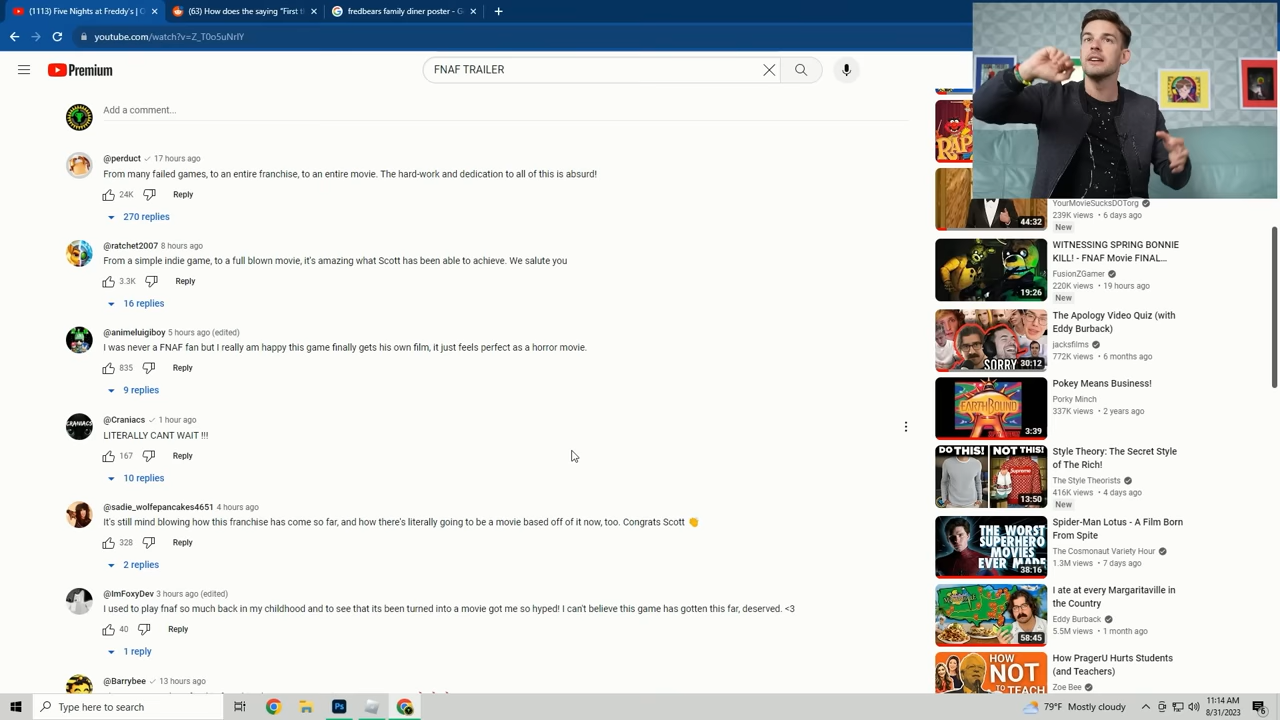 (1113) Five Nights at Freddy's | O
(63) How does the saying "First t
fredbears family diner poster - G
youtube.com/watch?v=Z_T0o5uNrlY
Premium
FNAF TRAILER
Add a comment...
@perduct 17 hours ago
From many failed games, to an entire franchise, to an entire movie. The hard-work and dedication to all of this is absurd!
24K Reply
270 replies
@ratchet2007 8 hours ago
From a simple indie game, to a full blown movie, it's amazing what Scott has been able to achieve. We salute you
3.3K Reply
16 replies
@animeluigiboy 5 hours ago (edited)
I was never a FNAF fan but I really am happy this game finally gets his own film, it just feels perfect as a horror movie.
835 Reply
9 replies
CRANIACS
@Craniacs 1 hour ago
LITERALLY CANT WAIT !!!
167 Reply
10 replies
@sadie_wolfepancakes4651 4 hours ago
It's still mind blowing how this franchise has come so far, and how there's literally going to be a movie based off of it now, too. Congrats Scott 👏
328 Reply
2 replies
@ImFoxyDev 3 hours ago (edited)
I used to play fnaf so much back in my childhood and to see that its been turned into a movie got me so hyped! I can't believe this game has gotten this far, deserved. <3
40 Reply
1 reply
@Barrybee 13 hours ago
RAP
44:32
YourMovieSucksDOTorg
239K views • 6 days ago
New
19:26
WITNESSING SPRING BONNIE
KILL! - FNAF Movie FINAL...
FusionZGamer
220K views • 19 hours ago
New
SORRY
30:12
The Apology Video Quiz (with
Eddy Burback)
jacksfilms
772K views • 6 months ago
EARTHBOUND
3:39
Pokey Means Business!
Porky Minch
337K views • 2 years ago
DO THIS! NOT THIS!
Supreme
13:50
Style Theory: The Secret Style
of The Rich!
The Style Theorists
416K views • 4 days ago
New
THE WORST
SUPERHERO
MOVIES
EVER MADE
38:16
Spider-Man Lotus - A Film Born
From Spite
The Cosmonaut Variety Hour
1.3M views • 7 days ago
58:45
I ate at every Margaritaville in
the Country
Eddy Burback
5.5M views • 1 month ago
HOW
NOT
TO TEACH
How PragerU Hurts Students
(and Teachers)
Zoe Bee
Type here to search
Ps
79°F Mostly cloudy
11:14 AM
8/31/2023
6